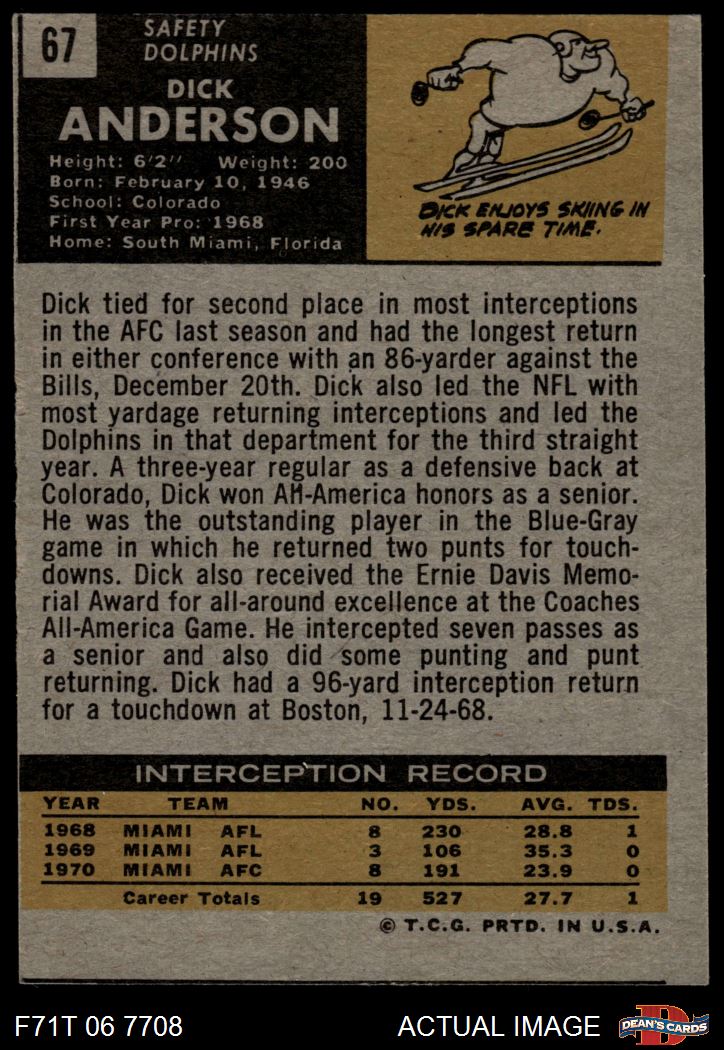 67
SAFETY
DOLPHINS
DICK
ANDERSON
Height: 6'2" Weight: 200
Born: February 10, 1946
School: Colorado
First Year Pro: 1968
Home: South Miami, Florida
DICK ENJOYS SKIING IN
HIS SPARE TIME.
Dick tied for second place in most interceptions
in the AFC last season and had the longest return
in either conference with an 86-yarder against the
Bills, December 20th. Dick also led the NFL with
most yardage returning interceptions and led the
Dolphins in that department for the third straight
year. A three-year regular as a defensive back at
Colorado, Dick won All-America honors as a senior.
He was the outstanding player in the Blue-Gray
game in which he returned two punts for touch-
downs. Dick also received the Ernie Davis Memo-
rial Award for all-around excellence at the Coaches
All-America Game. He intercepted seven passes as
a senior and also did some punting and punt
returning. Dick had a 96-yard interception return
for a touchdown at Boston, 11-24-68.
INTERCEPTION RECORD
YEAR TEAM NO. YDS. AVG. TDS.
1968 MIAMI AFL 8 230 28.8 1
1969 MIAMI AFL 3 106 35.3 0
1970 MIAMI AFC 8 191 23.9 0
Career Totals 19 527 27.7 1
© T.C.G. PRTD. IN U.S.A.
F71T 06 7708 ACTUAL IMAGE D DEAN'S CARDS